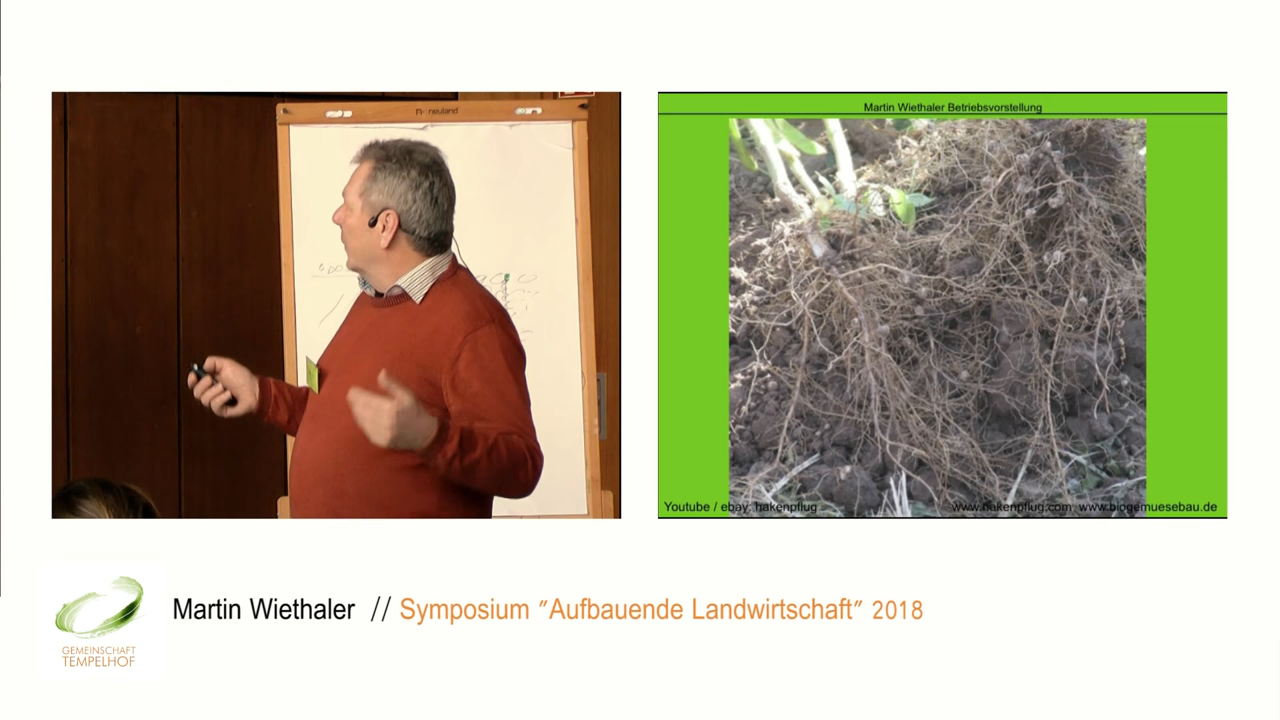 neuland
Martin Wiethaler Betriebsvorstellung
Youtube / ebay: hakenpflug
www.hakenpflug.com www.biogemuesebau.de
Martin Wiethaler // Symposium "Aufbauende Landwirtschaft" 2018
GEMEINSCHAFT
TEMPELHOF